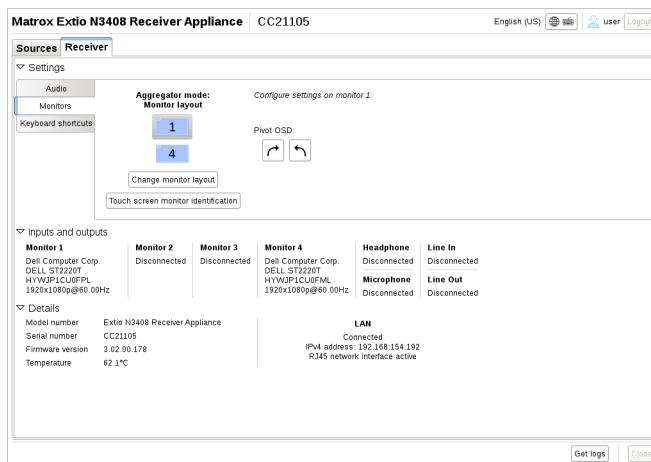 Matrox Extio N3408 Receiver Appliance CC21105 English (US) user Logout
Sources Receiver
Settings
Audio
Monitors
Keyboard shortcuts
Aggregator mode:
Monitor layout
1
4
Change monitor layout
Touch screen monitor identification
Configure settings on monitor 1:
Pivot OSD:
Inputs and outputs
Monitor 1
Dell Computer Corp.
DELL ST2220T
HYWJP1CU0FPL
1920x1080p@60.00Hz
Monitor 2
Disconnected
Monitor 3
Disconnected
Monitor 4
Dell Computer Corp.
DELL ST2220T
HYWJP1CU0FML
1920x1080p@60.00Hz
Headphone
Disconnected
Microphone
Disconnected
Line In
Disconnected
Line Out
Disconnected
Details
Model number Extio N3408 Receiver Appliance
Serial number CC21105
Firmware version 3.02.00.178
Temperature 62.1°C
LAN
Connected
IPv4 address: 192.168.154.192
RJ45 network interface active
Get logs Close